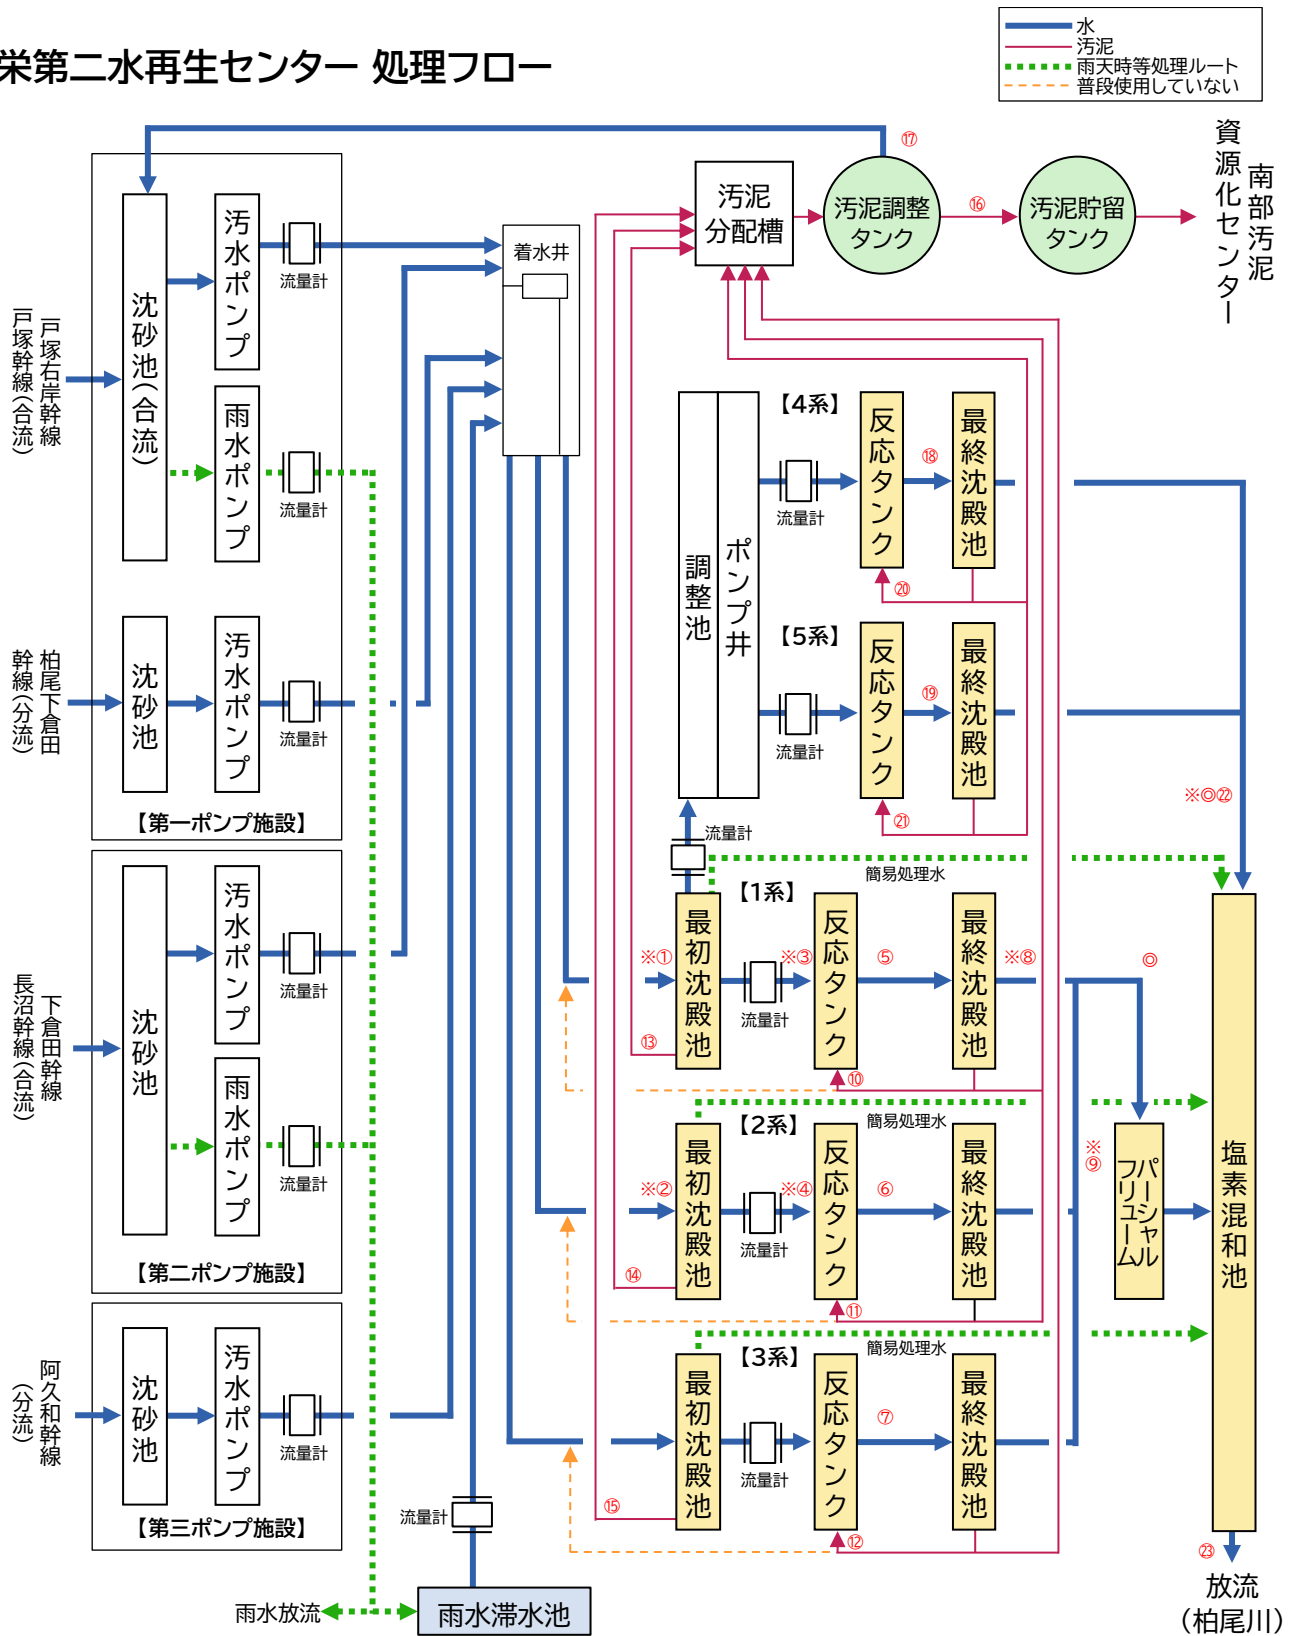 水
汚泥
雨天時等処理ルート
普段使用していない
栄第二水再生センター 処理フロー
戸塚右岸幹線
戸塚幹線(合流)
沈砂池(合流)
汚水ポンプ
流量計
雨水ポンプ
流量計
柏尾下倉田
幹線(分流)
沈砂池
汚水ポンプ
流量計
【第一ポンプ施設】
下倉田幹線
長沼幹線(合流)
沈砂池
汚水ポンプ
流量計
雨水ポンプ
流量計
【第二ポンプ施設】
阿久和幹線
(分流)
沈砂池
汚水ポンプ
流量計
【第三ポンプ施設】
雨水放流
雨水滞水池
流量計
着水井
汚泥
分配槽
汚泥調整
タンク
⑰
⑯
汚泥貯留
タンク
南部汚泥
資源化センター
調整池
ポンプ井
【4系】
流量計
反応タンク
⑱
最終沈殿池
⑳
【5系】
流量計
反応タンク
⑲
最終沈殿池
㉑
※◎㉒
流量計
簡易処理水
【1系】
※①
最初沈殿池
流量計
※③
反応タンク
⑤
最終沈殿池
※⑧
◎
⑬
⑩
簡易処理水
【2系】
※②
最初沈殿池
流量計
※④
反応タンク
⑥
最終沈殿池
※
⑨
⑭
⑪
簡易処理水
【3系】
最初沈殿池
流量計
反応タンク
⑦
最終沈殿池
⑮
⑫
パーシャル
フリューム
塩素混和池
㉓
放流
(柏尾川)